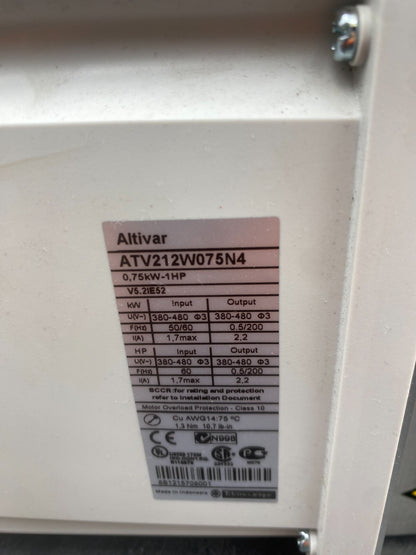 Altivar
ATV212W075N4
0,75kW-1HP
V5.2IE52
kW Input Output
U(V~) 380-480 Φ3 380-480 Φ3
F(Hz) 50/60 0.5/200
I(A) 1,7max 2,2
HP Input Output
U(V~) 380-480 Φ3 380-480 Φ3
F(Hz) 60 0.5/200
I(A) 1,7max 2,2
SCCR:for rating and protection
refer to Installation Document
Motor Overload Protection - Class 10
Cu AWG14:75 ºC
1,3 Nm 10,7 lb-in
CE N998
Made in Indonesia